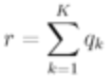 $r = \sum_{k=1}^{K} q_k$